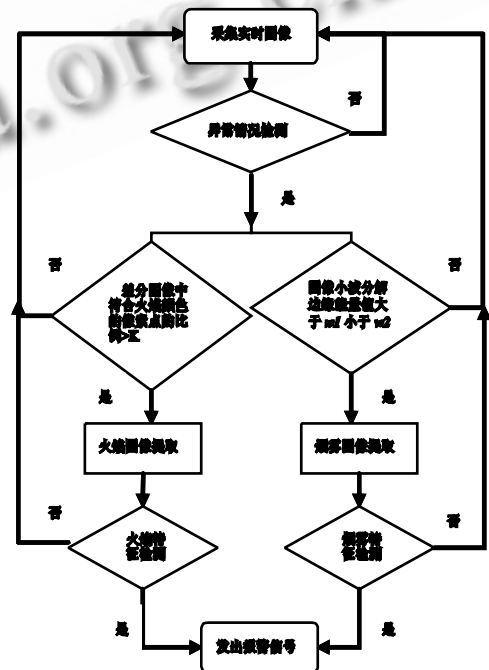 采集实时图像
否
异常情况检测
是
否
差分图像中
符合火焰颜色
的像素点的比
例>K
图像小波分解
边缘能量值大
于 w1 小于 w2
否
是
是
火焰图像提取
烟雾图像提取
否
火焰特
征检测
烟雾特
征检测
否
是
发出报警信号
是